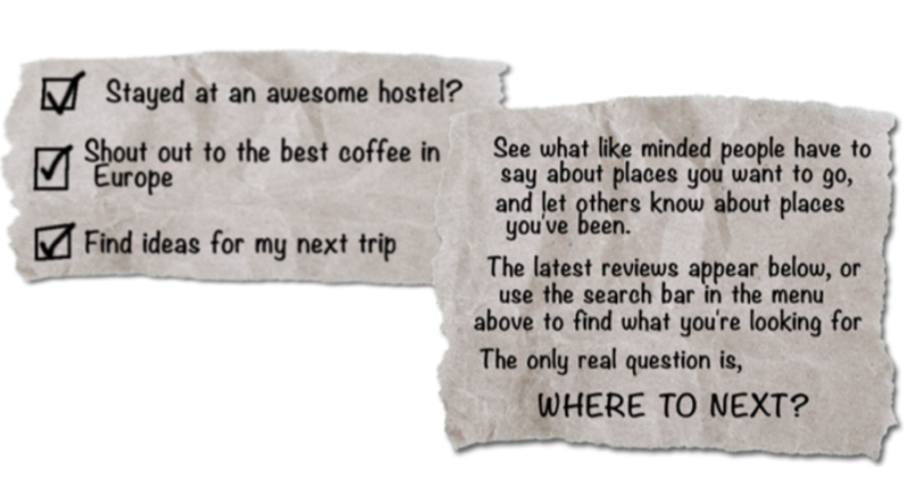 Stayed at an awesome hostel?
Shout out to the best coffee in
Europe
Find ideas for my next trip
See what like minded people have to
say about places you want to go,
and let others know about places
you've been.
The latest reviews appear below, or
use the search bar in the menu
above to find what you're looking for
The only real question is,
WHERE TO NEXT?